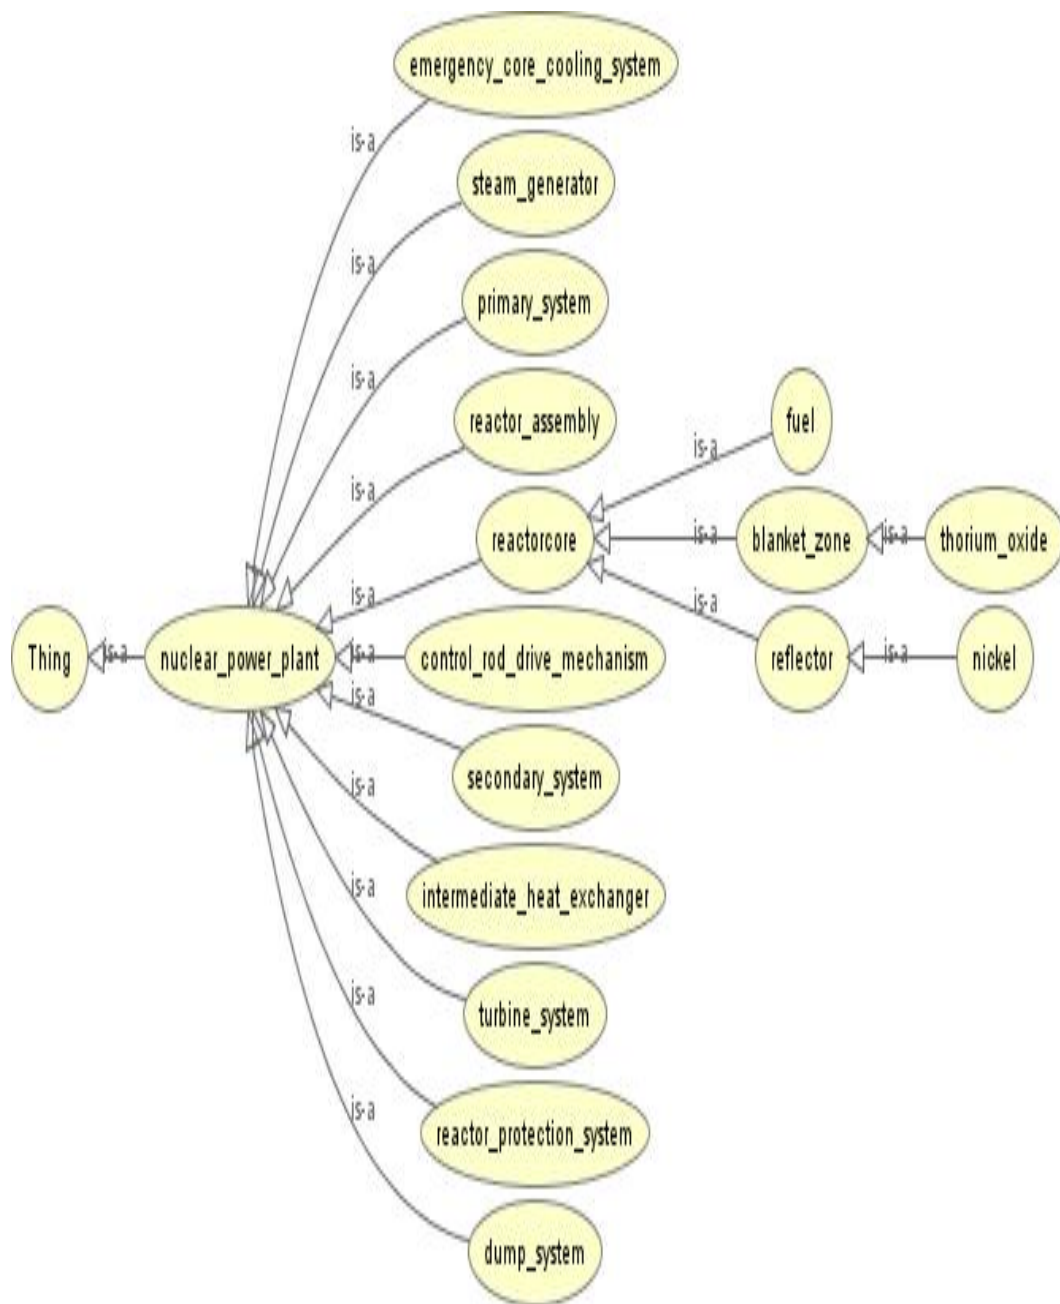 emergency_core_cooling_system
is-a
steam_generator
is-a
primary_system
is-a
reactor_assembly
fuel
is-a
is-a
reactorcore
is-a
blanket_zone
is-a
thorium_oxide
is-a
is-a
Thing
is-a
nuclear_power_plant
is-a
control_rod_drive_mechanism
reflector
is-a
nickel
is-a
secondary_system
is-a
intermediate_heat_exchanger
is-a
turbine_system
is-a
reactor_protection_system
is-a
dump_system